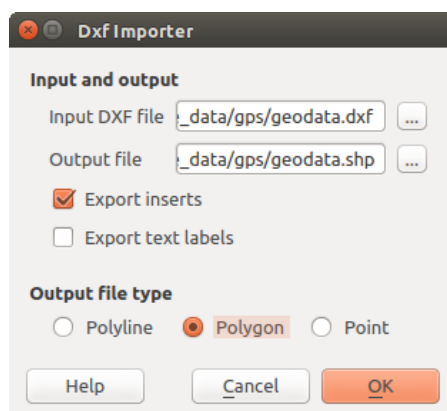 Dxf Importer
Input and output
Input DXF file :_data/gps/geodata.dxf ...
Output file :_data/gps/geodata.shp ...
Export inserts
Export text labels
Output file type
Polyline Polygon Point
Help Cancel OK